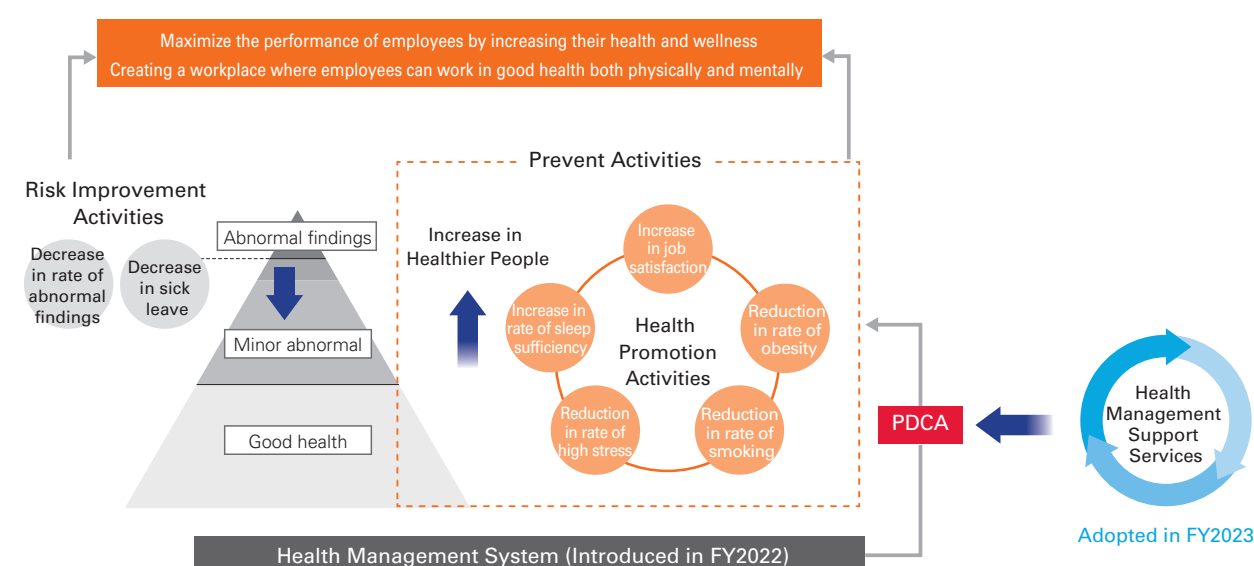 Maximize the performance of employees by increasing their health and wellness
Creating a workplace where employees can work in good health both physically and mentally
Prevent Activities
Risk Improvement
Activities
Decrease
in rate of
abnormal
findings
Decrease
in sick
leave
Abnormal findings
Minor abnormal
Good health
Increase in
Healthier People
Increase
in job
satisfaction
Increase in
rate of sleep
sufficiency
Health
Promotion
Activities
Reduction
in rate of
obesity
Reduction
in rate of
high stress
Reduction
in rate of
smoking
PDCA
Health
Management
Support
Services
Adopted in FY2023
Health Management System (Introduced in FY2022)